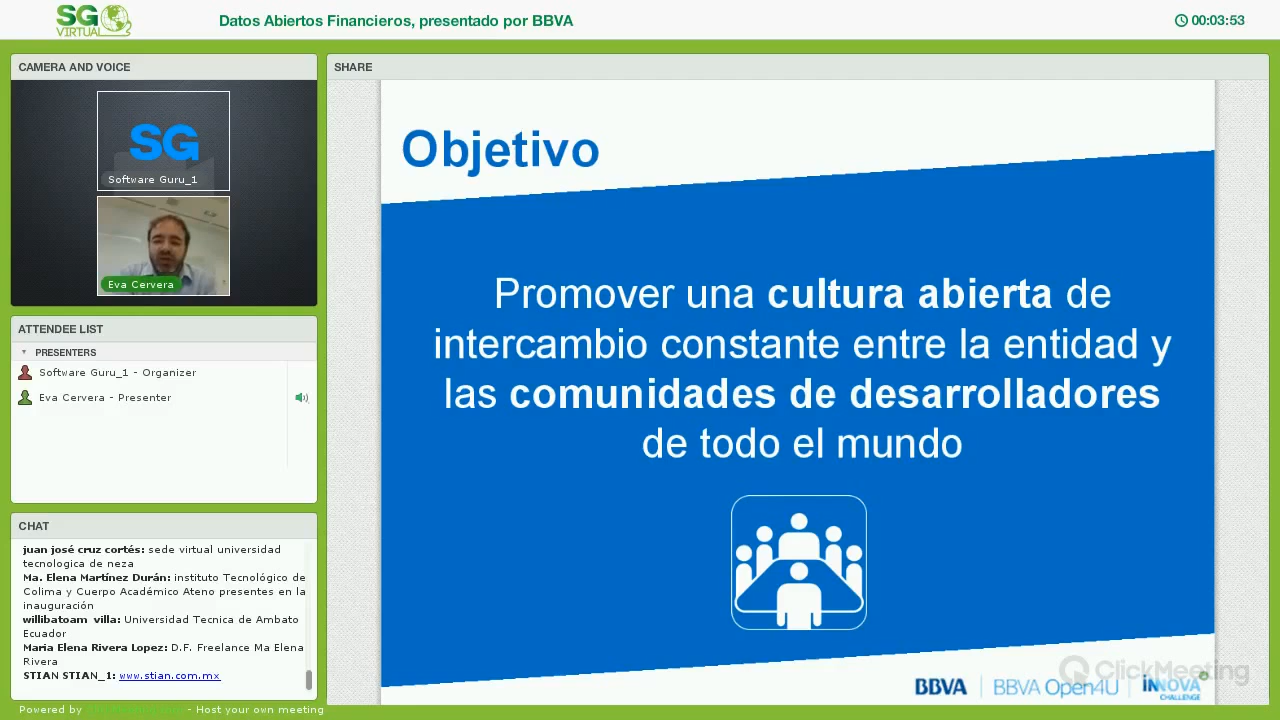 SG
VIRTUAL
Datos Abiertos Financieros, presentado por BBVA
00:03:53
CAMERA AND VOICE
SG
Software Guru_1
Eva Cervera
ATTENDEE LIST
PRESENTERS
Software Guru_1 - Organizer
Eva Cervera - Presenter
CHAT
juan josé cruz cortés: sede virtual universidad
tecnologica de neza
Ma. Elena Martínez Durán: instituto Tecnológico de
Colima y Cuerpo Académico Ateno presentes en la
inauguración
willibatoam villa: Universidad Tecnica de Ambato
Ecuador
Maria Elena Rivera Lopez: D.F. Freelance Ma Elena
Rivera
STIAN STIAN_1: www.stian.com.mx
Powered by - Host your own meeting
SHARE
Objetivo
Promover una cultura abierta de
intercambio constante entre la entidad y
las comunidades de desarrolladores
de todo el mundo
ClickMeeting
BBVA
BBVA Open4U
INNOVA
CHALLENGE